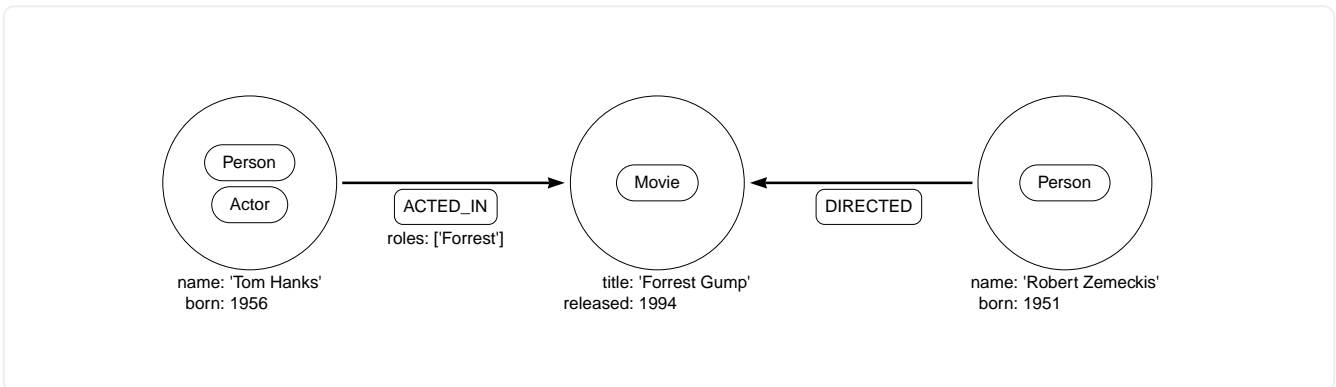 Person
Actor
ACTED_IN
roles: ['Forrest']
name: 'Tom Hanks'
born: 1956
Movie
title: 'Forrest Gump'
released: 1994
DIRECTED
Person
name: 'Robert Zemeckis'
born: 1951